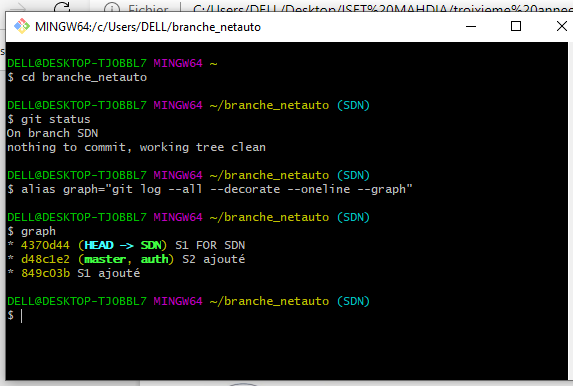 Fichier
C:/Users/DELL/Desktop/ISET%20MAHDIA/troixieme%20annee
MINGW64:/c/Users/DELL/branche_netauto
DELL@DESKTOP-TJOBBL7 MINGW64 ~
$ cd branche_netauto
DELL@DESKTOP-TJOBBL7 MINGW64 ~/branche_netauto (SDN)
$ git status
On branch SDN
nothing to commit, working tree clean
DELL@DESKTOP-TJOBBL7 MINGW64 ~/branche_netauto (SDN)
$ alias graph="git log --all --decorate --oneline --graph"
DELL@DESKTOP-TJOBBL7 MINGW64 ~/branche_netauto (SDN)
$ graph
* 4370d44 (HEAD -> SDN) S1 FOR SDN
* d48c1e2 (master, auth) S2 ajouté
* 849c03b S1 ajouté
DELL@DESKTOP-TJOBBL7 MINGW64 ~/branche_netauto (SDN)
$